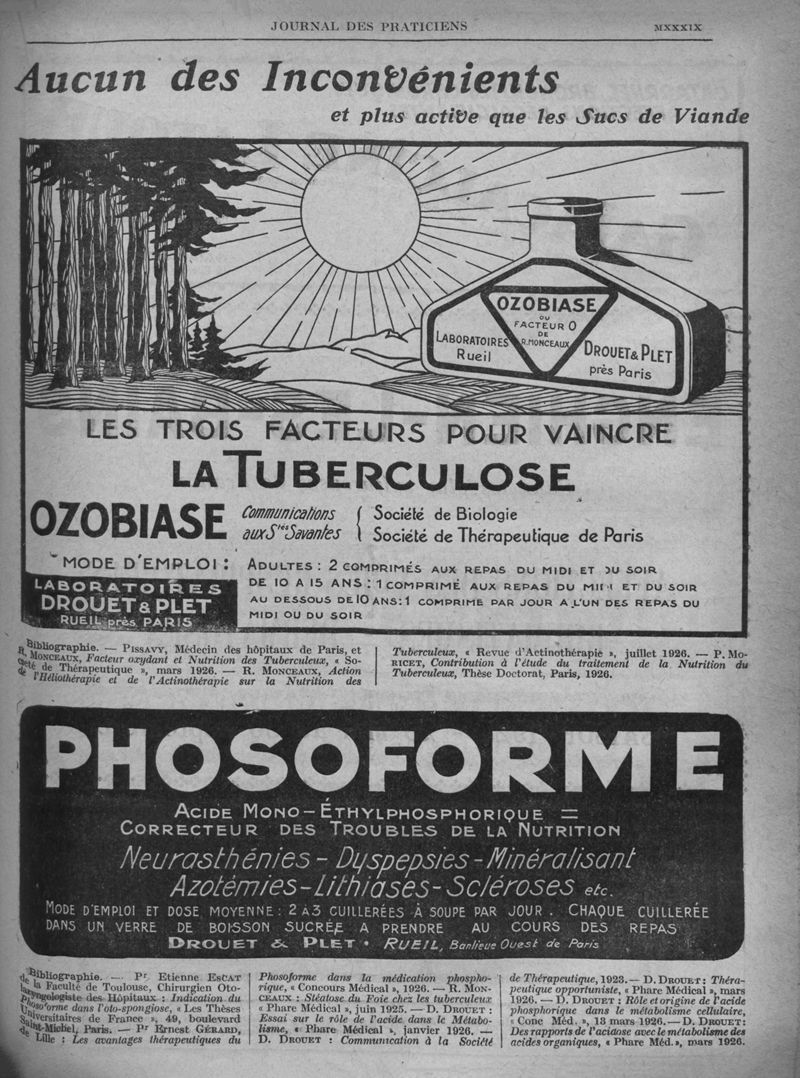 JOURNAL DES PRATICIENS
MXXXIX
Aucun des Inconvénients
et plus active que les Sucs de Viande
OZOBIASE
OU
FACTEUR O
DE
R. MONCEAUX
LABORATOIRES
Rueil
DROUET & PLET
près Paris
LES TROIS FACTEURS POUR VAINCRE
LA TUBERCULOSE
OZOBIASE
Communications
aux Stés Savantes
Société de Biologie
Société de Thérapeutique de Paris
MODE D'EMPLOI :
ADULTES : 2 COMPRIMÉS AUX REPAS DU MIDI ET DU SOIR
DE 10 A 15 ANS : 1 COMPRIMÉ AUX REPAS DU MIDI ET DU SOIR
AU DESSOUS DE 10 ANS : 1 COMPRIME PAR JOUR A L'UN DES REPAS DU
MIDI OU DU SOIR
LABORATOIRES
DROUET & PLET
RUEIL près PARIS
Bibliographie. — PISSAVY, Médecin des hôpitaux de Paris, et
R. MONCEAUX, Facteur oxydant et Nutrition des Tuberculeux, « So-
ciété de Thérapeutique », mars 1926. — R. MONCEAUX, Action
de l'Héliothérapie et de l'Actinothérapie sur la Nutrition des
Tuberculeux, « Revue d'Actinothérapie », juillet 1926. — P. MO-
RICET, Contribution à l'étude du traitement de la Nutrition du
Tuberculeux, Thèse Doctorat, Paris, 1926.
PHOSOFORME
ACIDE MONO-ÉTHYLPHOSPHORIQUE =
CORRECTEUR DES TROUBLES DE LA NUTRITION
Neurasthénies - Dyspepsies - Minéralisant
Azotémies - Lithiases - Scléroses etc.
MODE D'EMPLOI ET DOSE MOYENNE : 2 A 3 CUILLERÉES À SOUPE PAR JOUR. CHAQUE CUILLERÉE
DANS UN VERRE DE BOISSON SUCRÉE A PRENDRE AU COURS DES REPAS
DROUET & PLET • RUEIL, Banlieue Ouest de Paris
Bibliographie. — Pr Etienne ESCAT
de la Faculté de Toulouse, Chirurgien Oto-
laryngologiste des Hôpitaux : Indication du
Phosoforme dans l'oto-spongiose, « Les Thèses
Universitaires de France », 49, boulevard
Saint-Michel, Paris. — Pr Ernest GÉRARD,
de Lille : Les avantages thérapeutiques du
Phosoforme dans la médication phospho-
rique, « Concours Médical », 1926. — R. MON-
CEAUX : Stéatose du Foie chez les tuberculeux
« Phare Médical », juin 1925. — D. DROUET :
Essai sur le rôle de l'acide dans le Métabo-
lisme, « Phare Médical », janvier 1926. —
D. DROUET : Communication à la Société
de Thérapeutique, 1923. — D. DROUET : Théra-
peutique opportuniste, « Phare Médical », mars
1926. — D. DROUET : Rôle et origine de l'acide
phosphorique dans le métabolisme cellulaire,
« Conc Méd. », 13 mars 1926. — D. DROUET :
Des rapports de l'acidose avec le métabolisme des
acides organiques, « Phare Méd. », mars 1926.